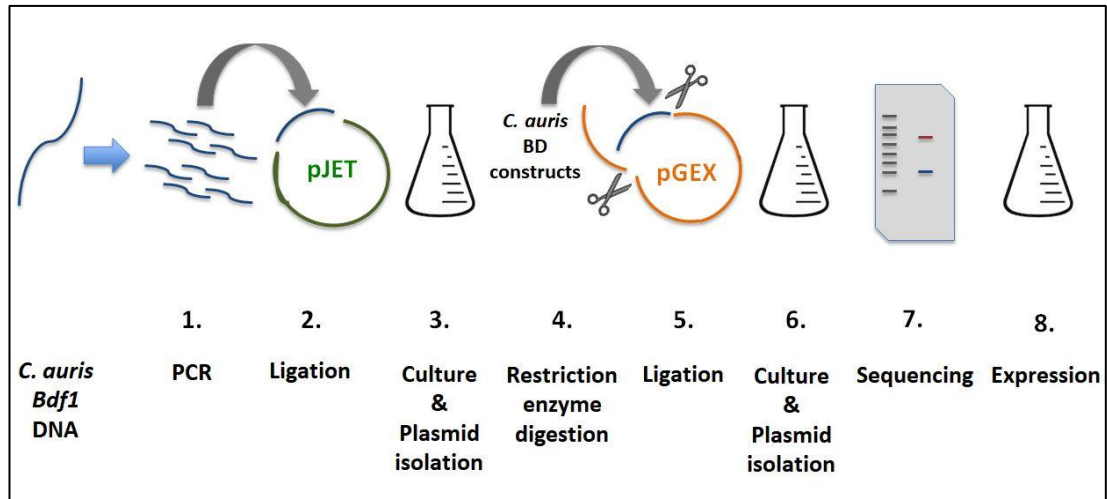 pJET
C. auris
BD
constructs
pGEX
1.
2.
3.
4.
5.
6.
7.
8.
C. auris
Bdf1
DNA
PCR
Ligation
Culture
&
Plasmid
isolation
Restriction
enzyme
digestion
Ligation
Culture
&
Plasmid
isolation
Sequencing
Expression